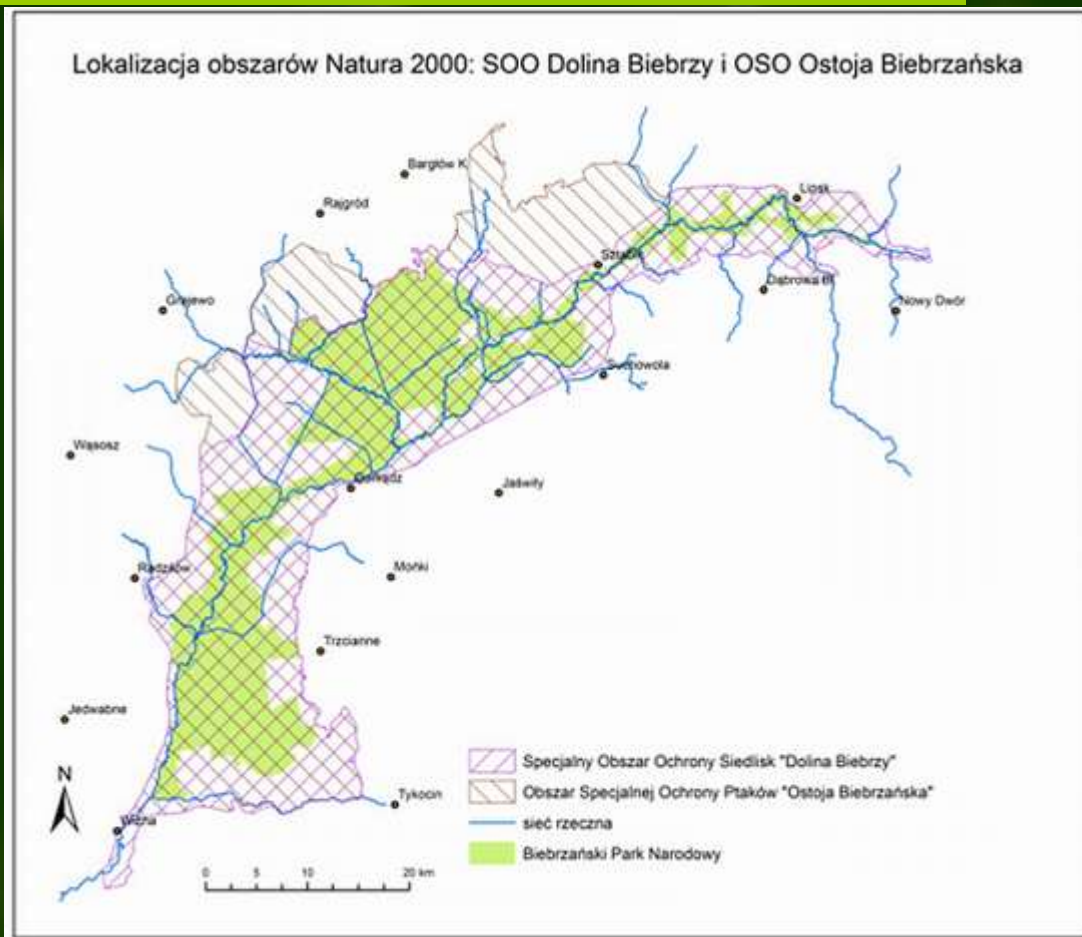 Lokalizacja obszarów Natura 2000: SOO Dolina Biebrzy i OSO Ostoja Biebrzańska
Bargłów K
Rajgród
Lipsk
Sztabin
Dąbrowa Bł
Grajewo
Nowy Dwór
Suchowola
Wąsosz
Goniądz
Jaświły
Radziłów
Mońki
Trzcianne
Jedwabne
N
Tykocin
Wizna
Specjalny Obszar Ochrony Siedlisk "Dolina Biebrzy"
Obszar Specjalnej Ochrony Ptaków "Ostoja Biebrzańska"
sieć rzeczna
Biebrzański Park Narodowy
0 5 10 20 km